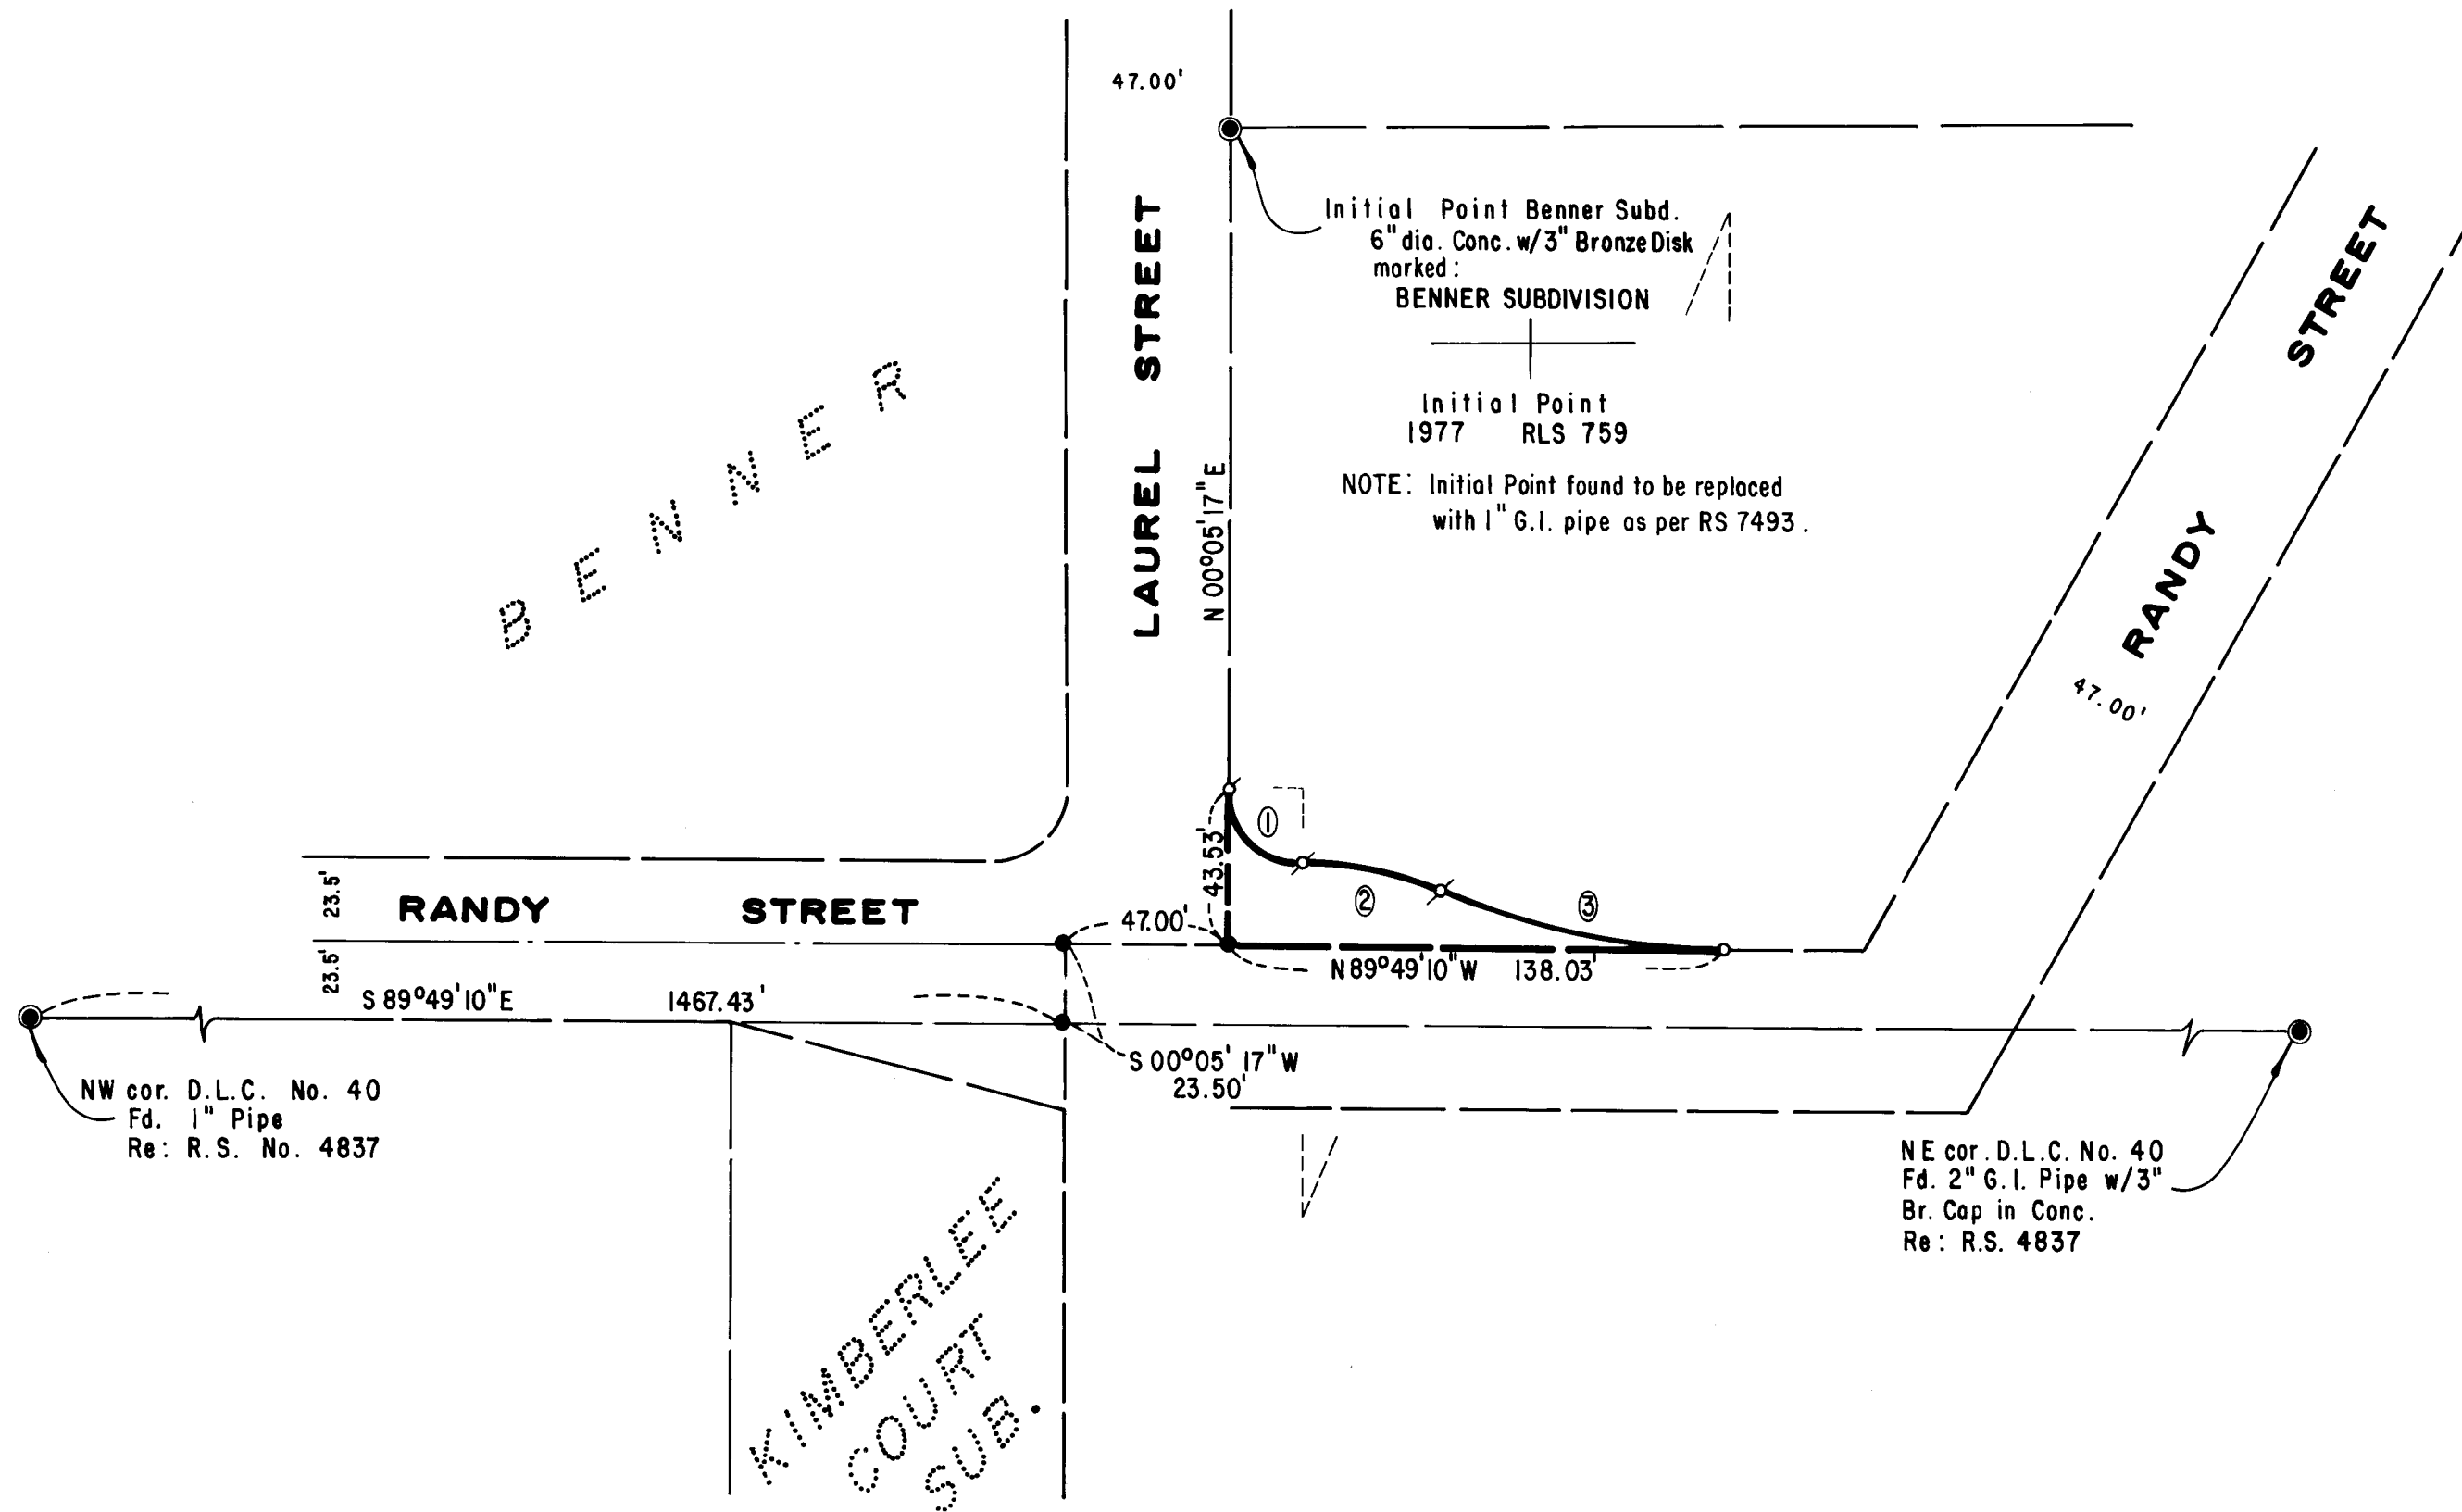 47.00'
Initial Point Benner Subd.
6" dia. Conc. w/3" Bronze Disk
marked:
BENNER SUBDIVISION
Initial Point
1977 RLS 759
NOTE: Initial Point found to be replaced
with 1" G.I. pipe as per RS 7493.
LAUREL STREET
N 00°05'17" E
BENNER
RANDY STREET
47.00'
1
2
3
43.53'
23.5'
RANDY STREET
47.00'
N 89°49'10" W 138.03'
23.5'
S 89°49'10" E 1467.43'
S 00°05'17" W
23.50'
NW cor. D.L.C. No. 40
Fd. 1" Pipe
Re: R.S. No. 4837
NE cor. D.L.C. No. 40
Fd. 2" G.I. Pipe w/3"
Br. Cap in Conc.
Re: R.S. 4837
KIMBERLEE
COURT
SUB.